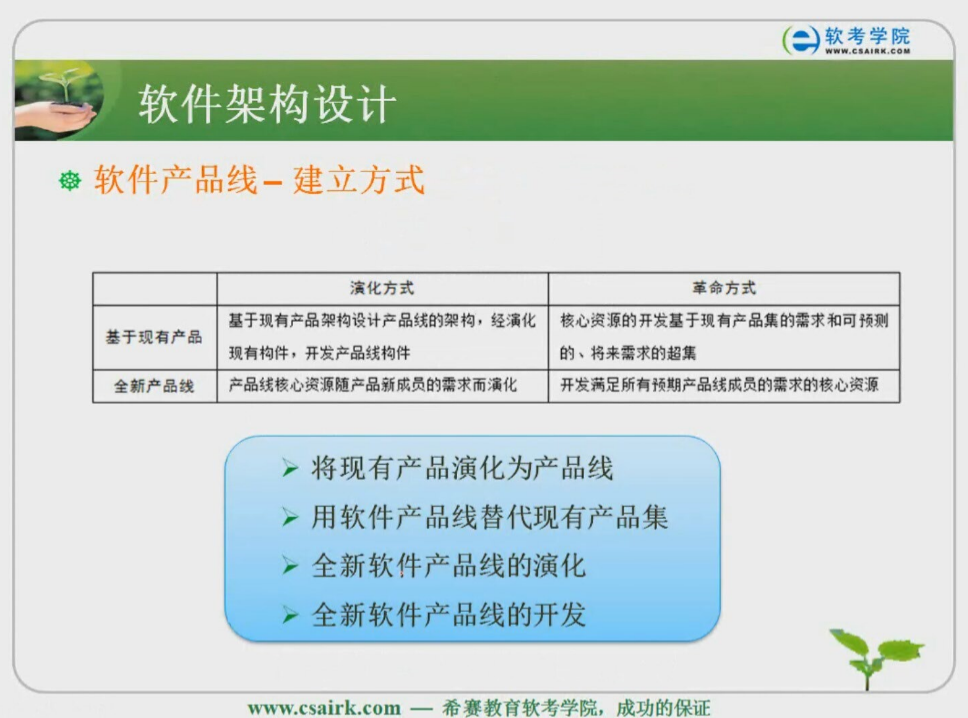 软考学院
WWW.CSAIRK.COM
软件架构设计
软件产品线 – 建立方式
演化方式 革命方式
基于现有产品 基于现有产品架构设计产品线的架构，经演化现有构件，开发产品线构件 核心资源的开发基于现有产品集的需求和可预测的、将来需求的超集
全新产品线 产品线核心资源随产品新成员的需求而演化 开发满足所有预期产品线成员的需求的核心资源
将现有产品演化为产品线
用软件产品线替代现有产品集
全新软件产品线的演化
全新软件产品线的开发
www.csairk.com — 希赛教育软考学院，成功的保证